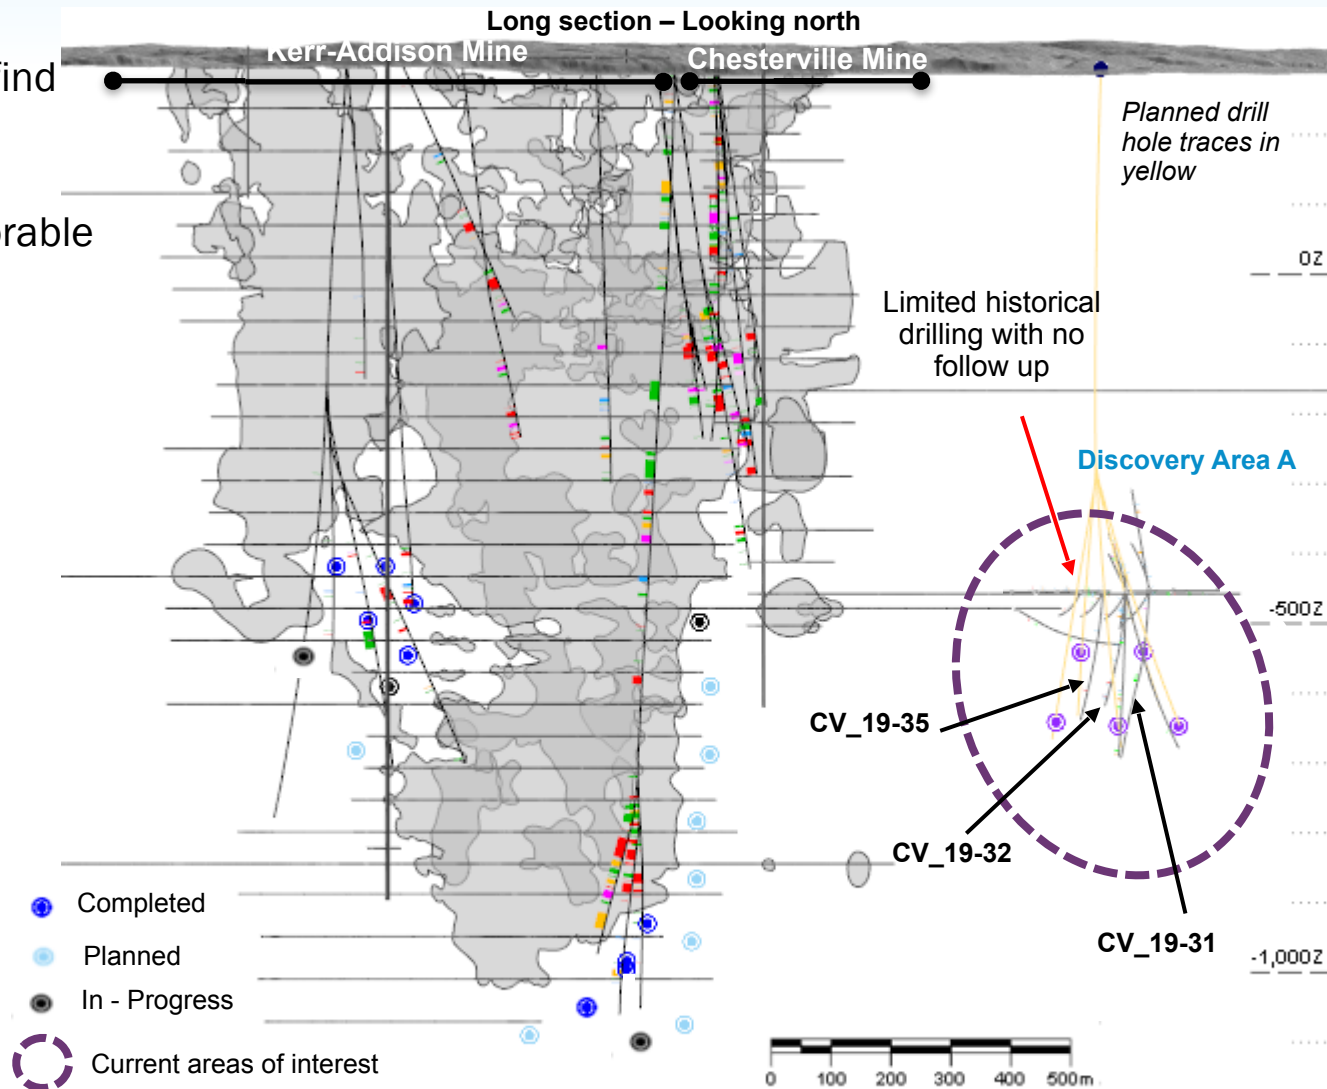 Long section – Looking north
find
Kerr-Addison Mine
Chesterville Mine
Planned drill
hole traces in
yellow
orable
0Z
Limited historical
drilling with no
follow up
Discovery Area A
-500Z
CV_19-35
CV_19-32
CV_19-31
-1,000Z
Completed
Planned
In - Progress
Current areas of interest
0 100 200 300 400 500m